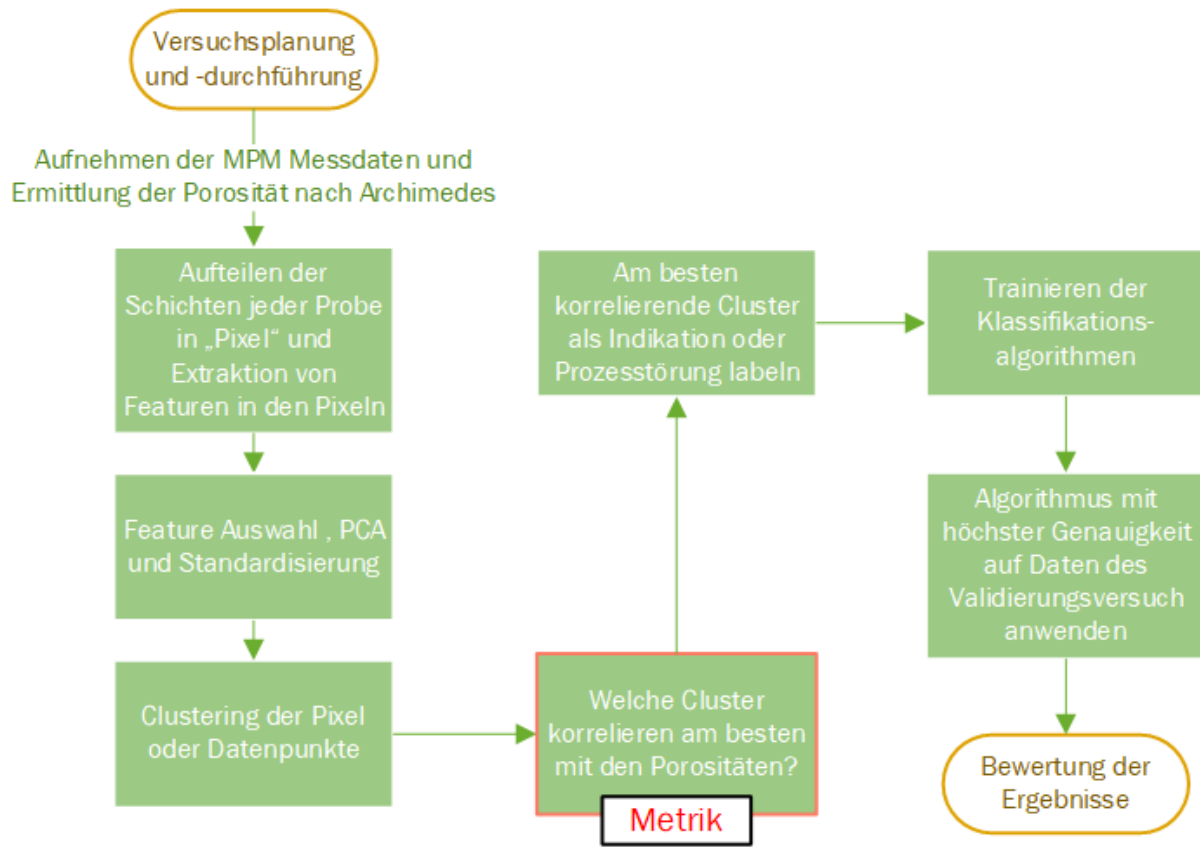 Versuchsplanung
und -durchführung
Aufnehmen der MPM Messdaten und
Ermittlung der Porosität nach Archimedes
Aufteilen der
Schichten jeder Probe
in „Pixel“ und
Extraktion von
Featuren in den Pixeln
Feature Auswahl , PCA
und Standardisierung
Clustering der Pixel
oder Datenpunkte
Welche Cluster
korrelieren am besten
mit den Porositäten?
Metrik
Am besten
korrelierende Cluster
als Indikation oder
Prozesstörung labeln
Trainieren der
Klassifikations-
algorithmen
Algorithmus mit
höchster Genauigkeit
auf Daten des
Validierungsversuch
anwenden
Bewertung der
Ergebnisse